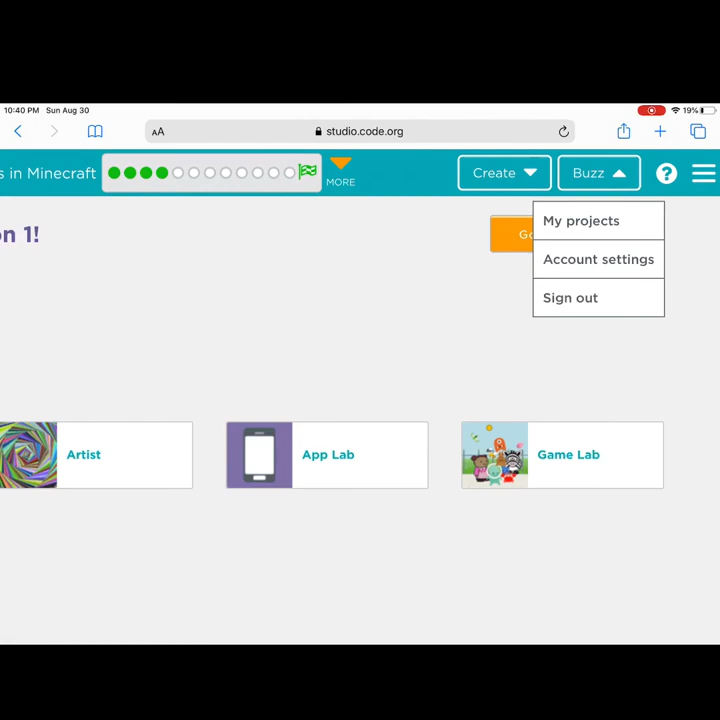 10:40 PM Sun Aug 30
19%
AA
studio.code.org
s in Minecraft
MORE
Create
Buzz
?
on 1!
Go
My projects
Account settings
Sign out
Artist
App Lab
Game Lab